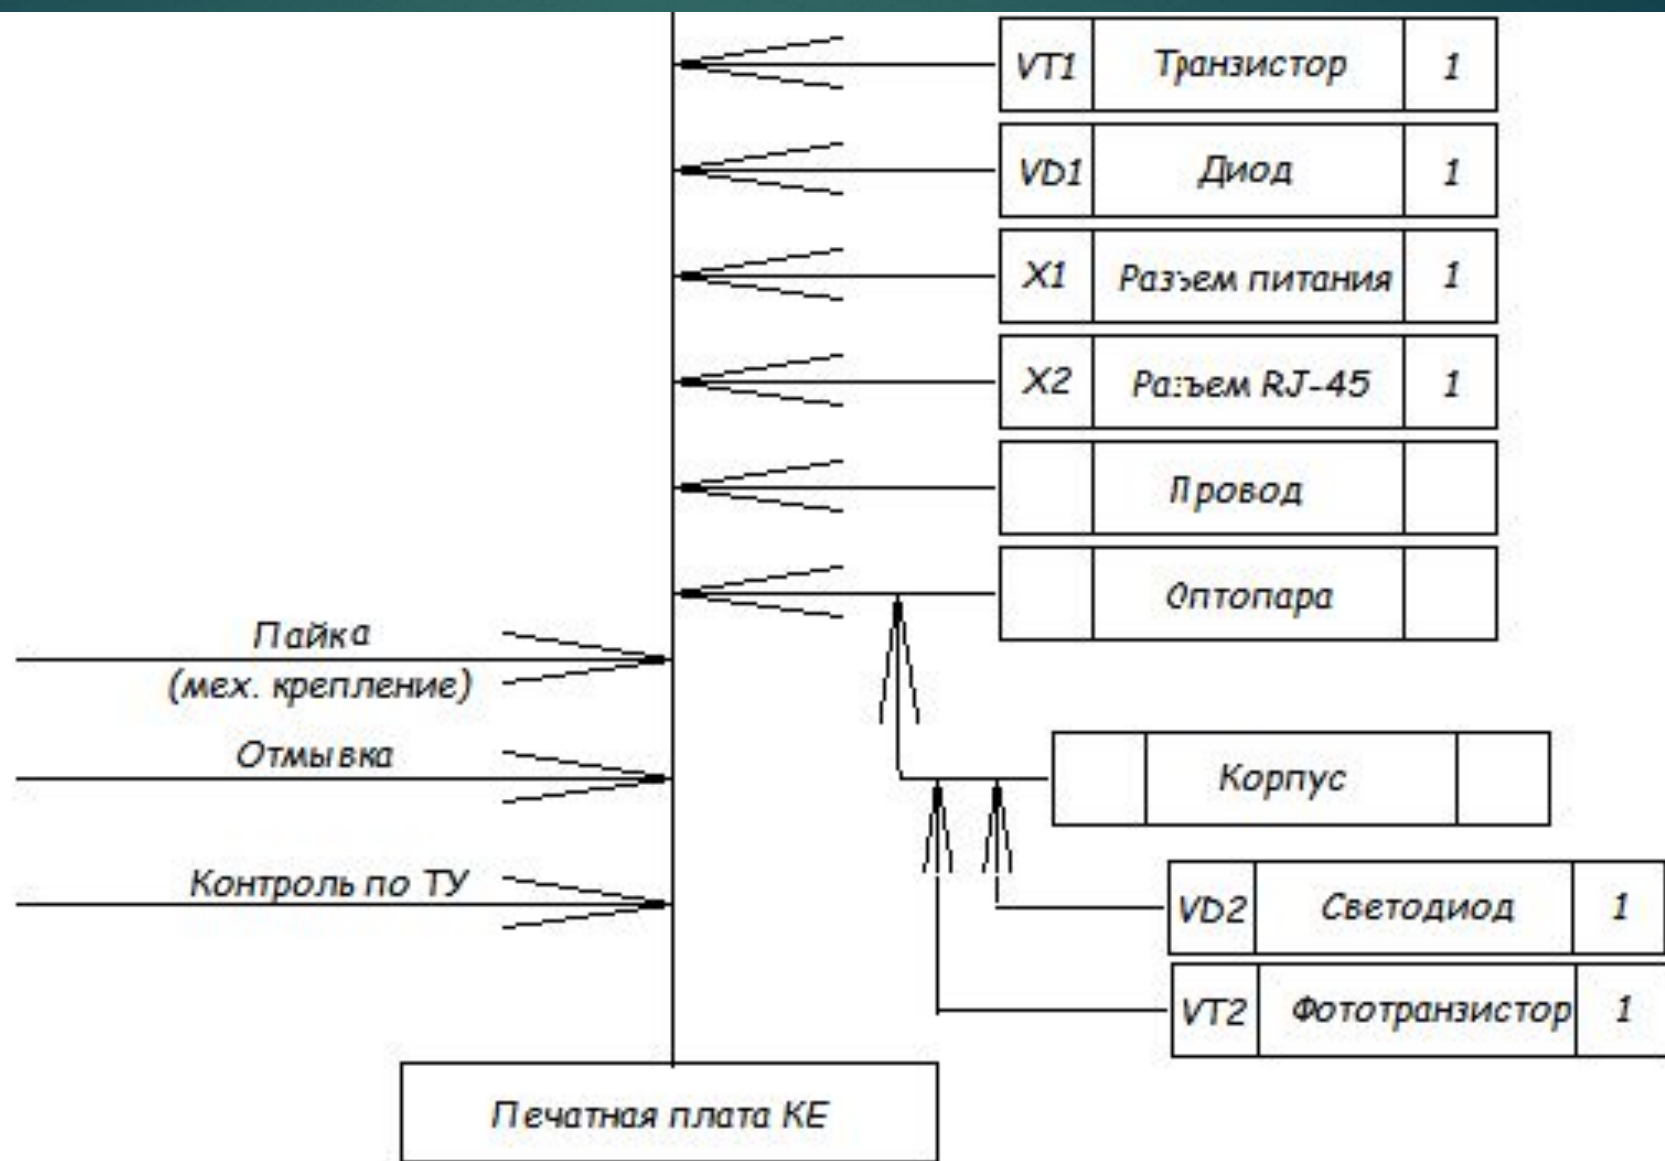 VT1 Транзистор 1
VD1 Диод 1
X1 Разъем питания 1
X2 Разъем RJ-45 1
Провод
Оптопара
Пайка
(мех. крепление)
Отмывка
Корпус
Контроль по ТУ
VD2 Светодиод 1
VT2 Фототранзистор 1
Печатная плата КЕ